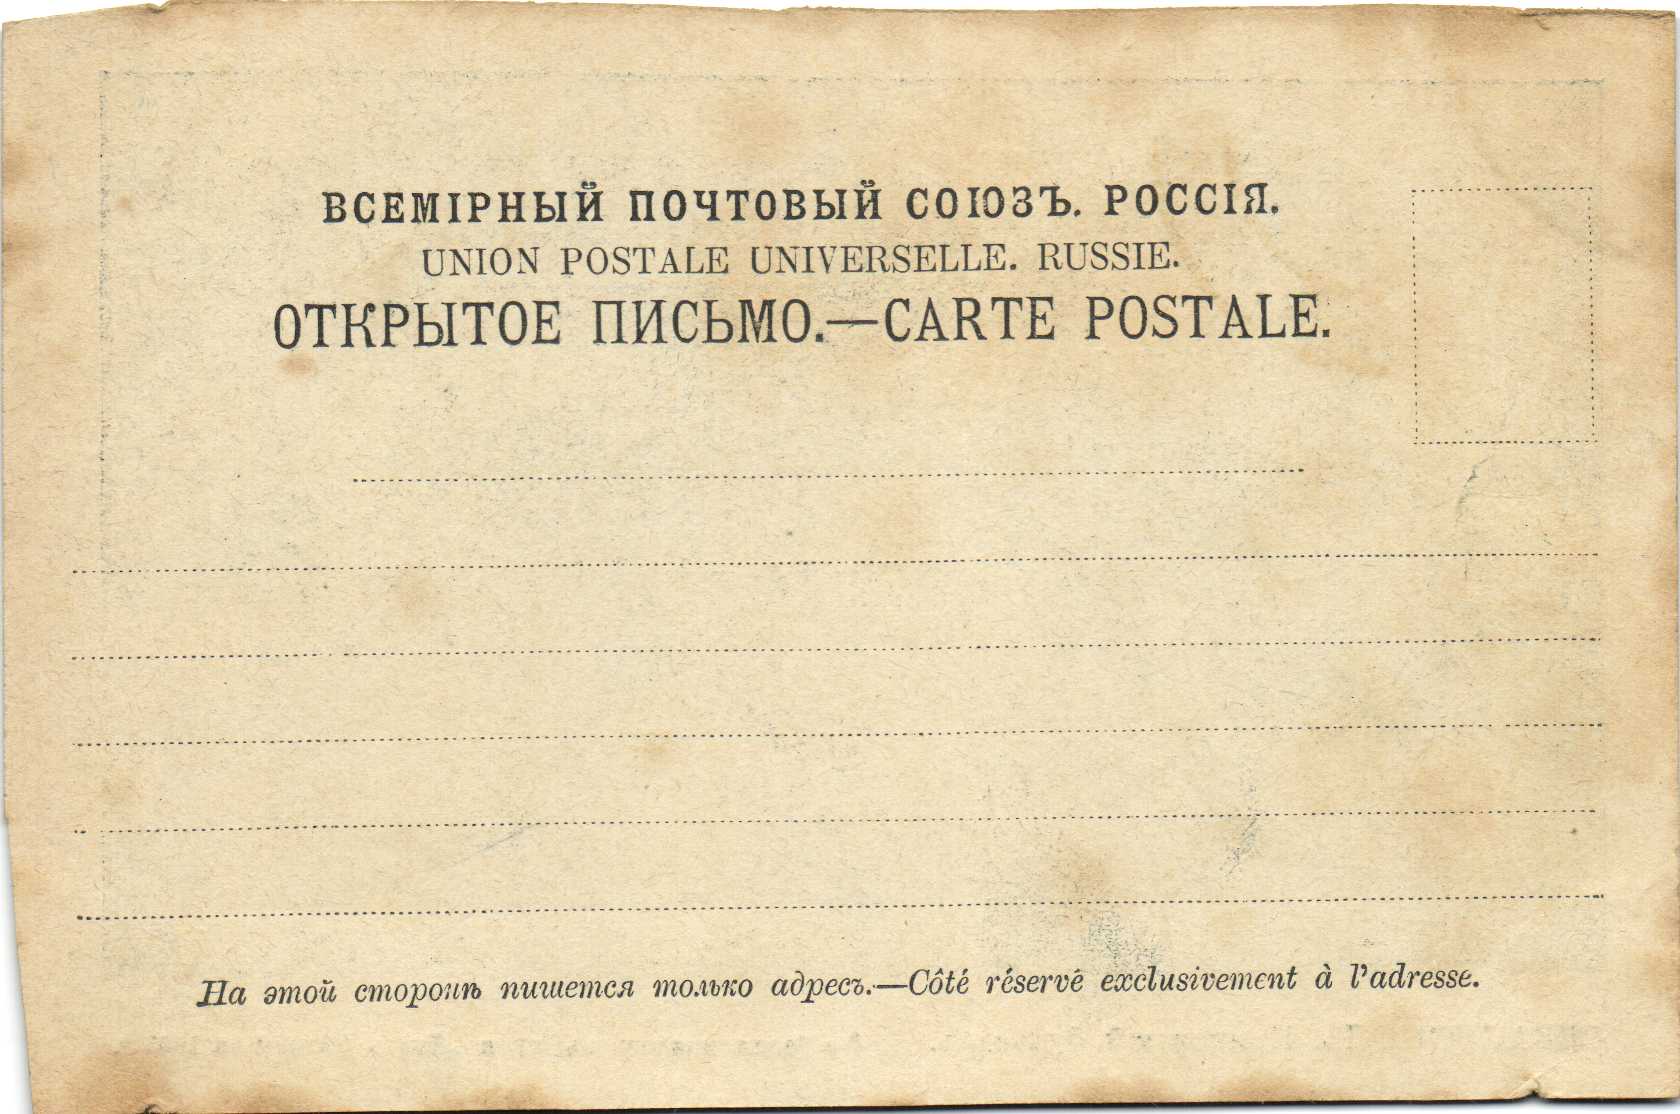 ВСЕМІРНЫЙ ПОЧТОВЫЙ СОЮЗЪ. РОССІЯ.
UNION POSTALE UNIVERSELLE. RUSSIE.
ОТКРЫТОЕ ПИСЬМО.—CARTE POSTALE.
На этой сторонѣ пишется только адресъ.—Côté réservé exclusivement à l'adresse.